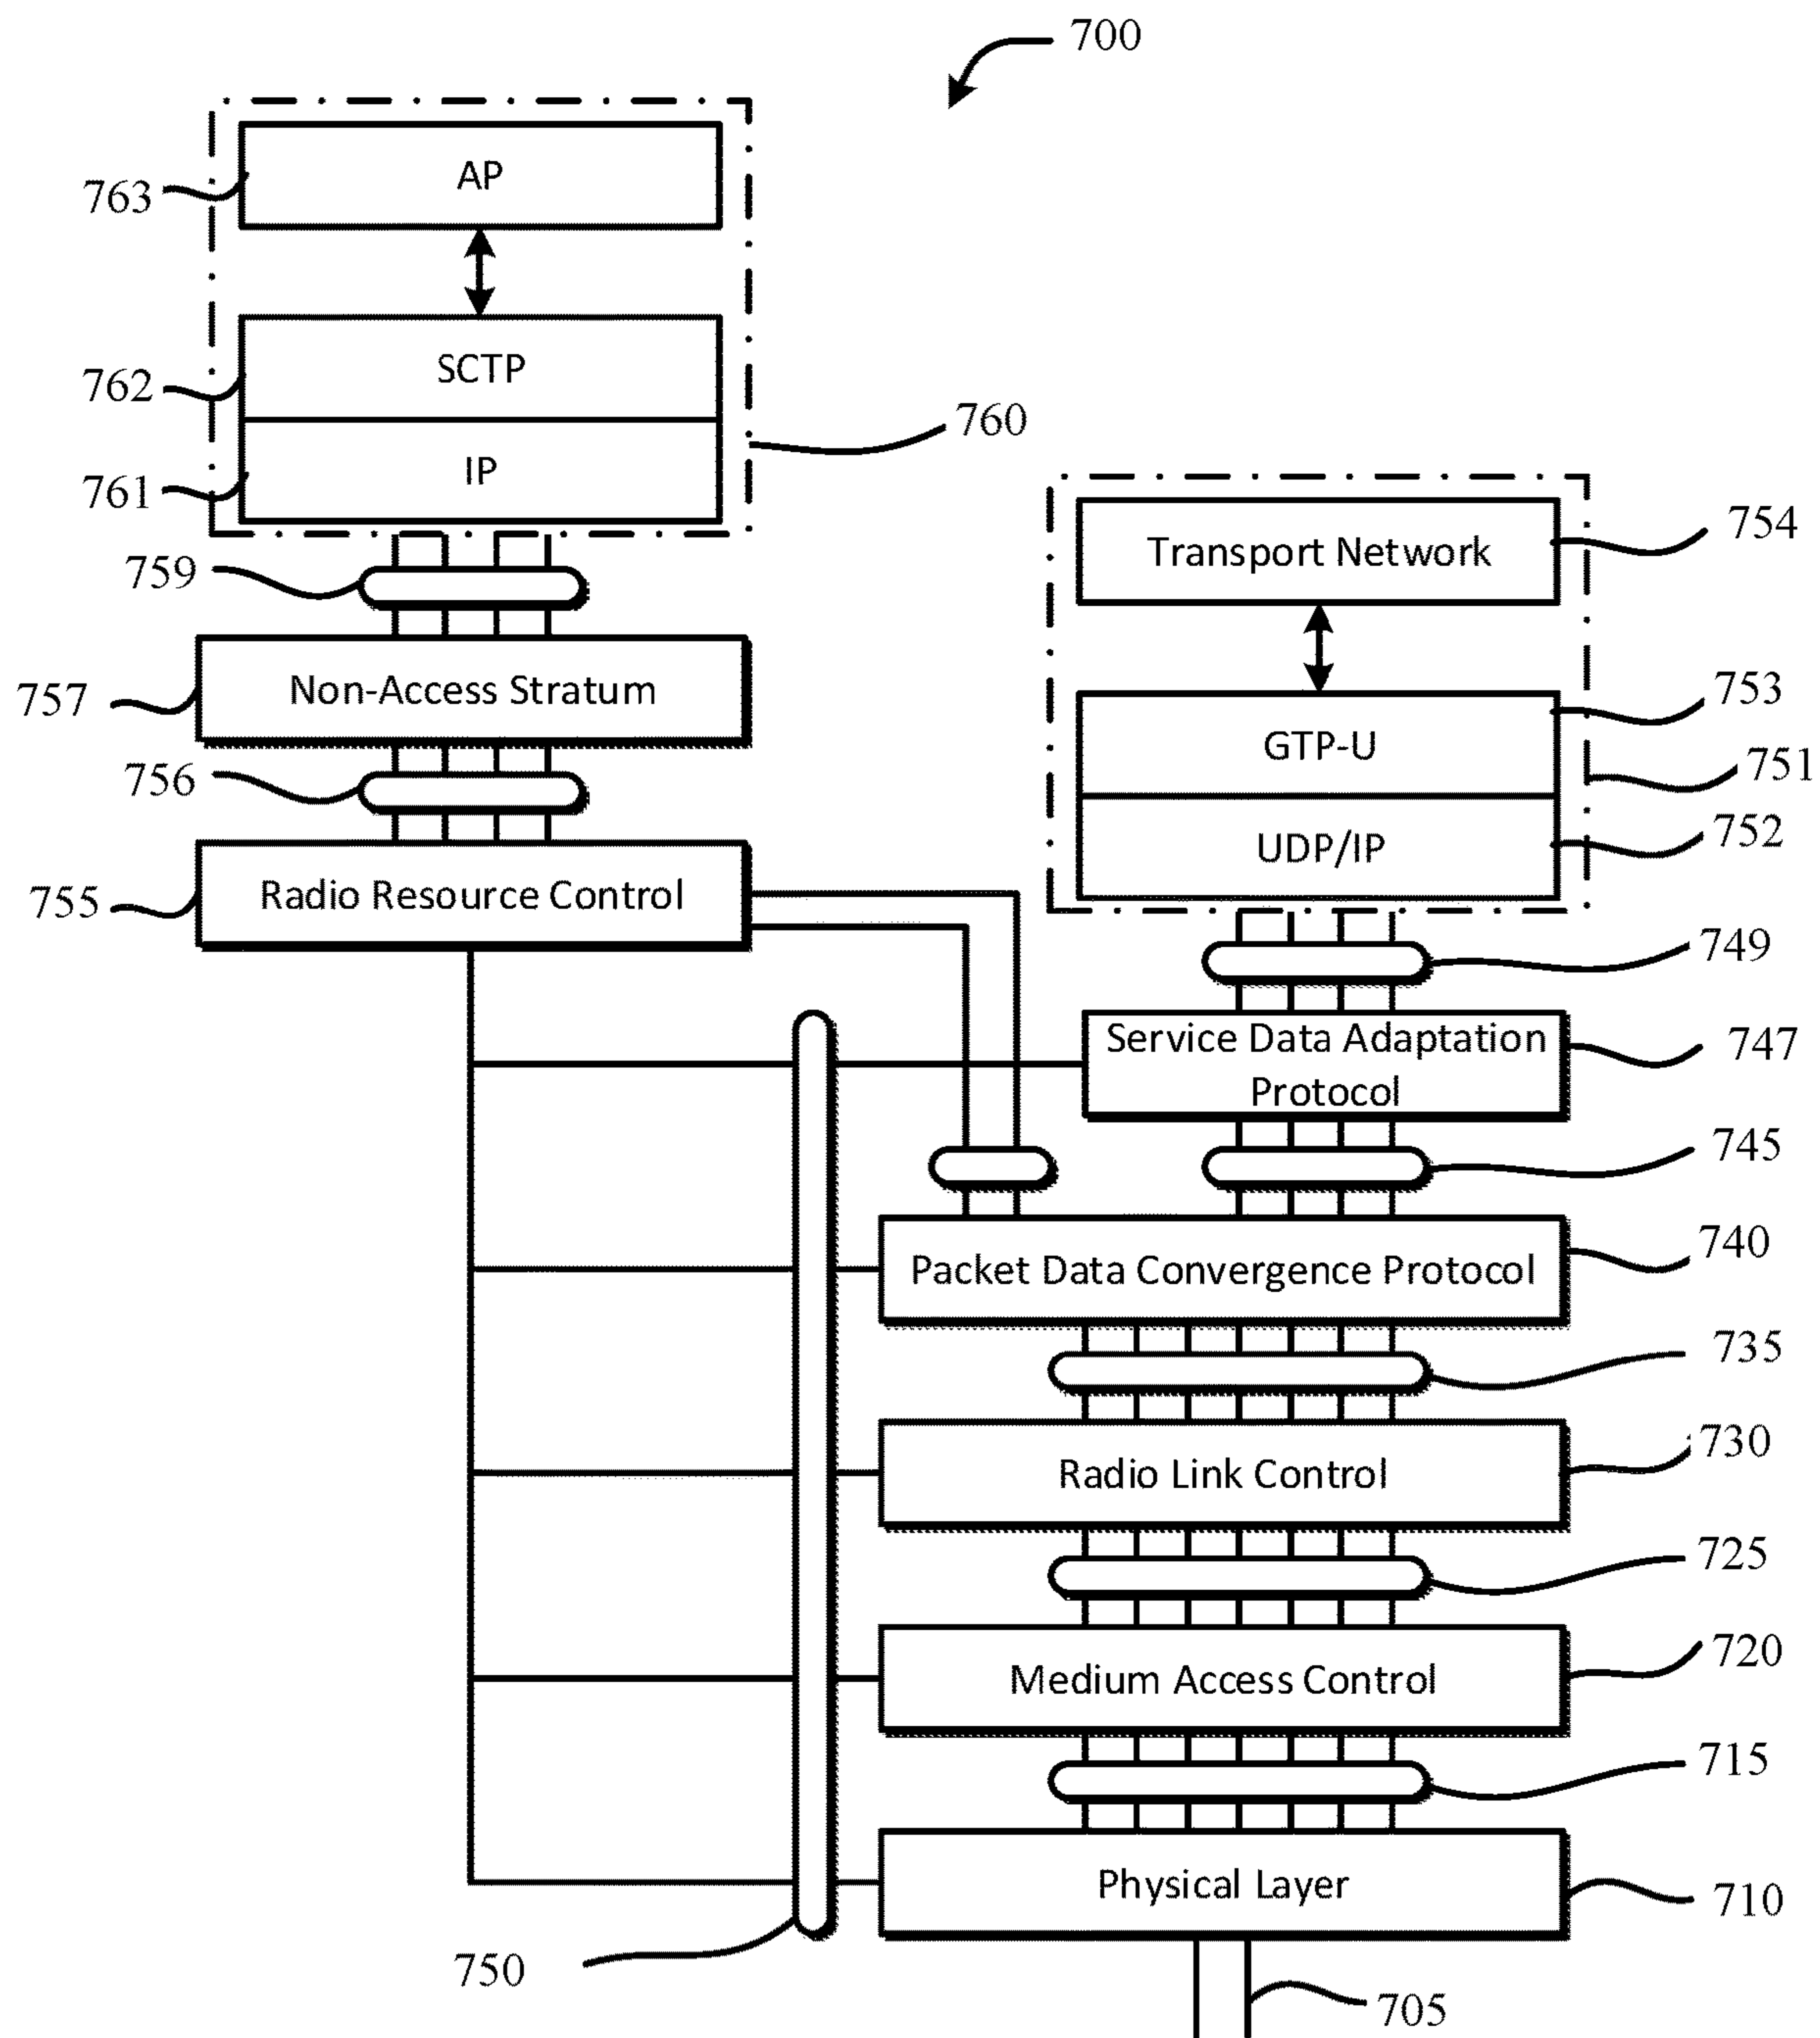 700
AP
763
SCTP
762
760
IP
761
Transport Network
754
759
Non-Access Stratum
757
753
GTP-U
751
756
UDP/IP
752
Radio Resource Control
755
749
Service Data Adaptation
Protocol
747
745
740
Packet Data Convergence Protocol
735
730
Radio Link Control
725
720
Medium Access Control
715
Physical Layer
710
750
705